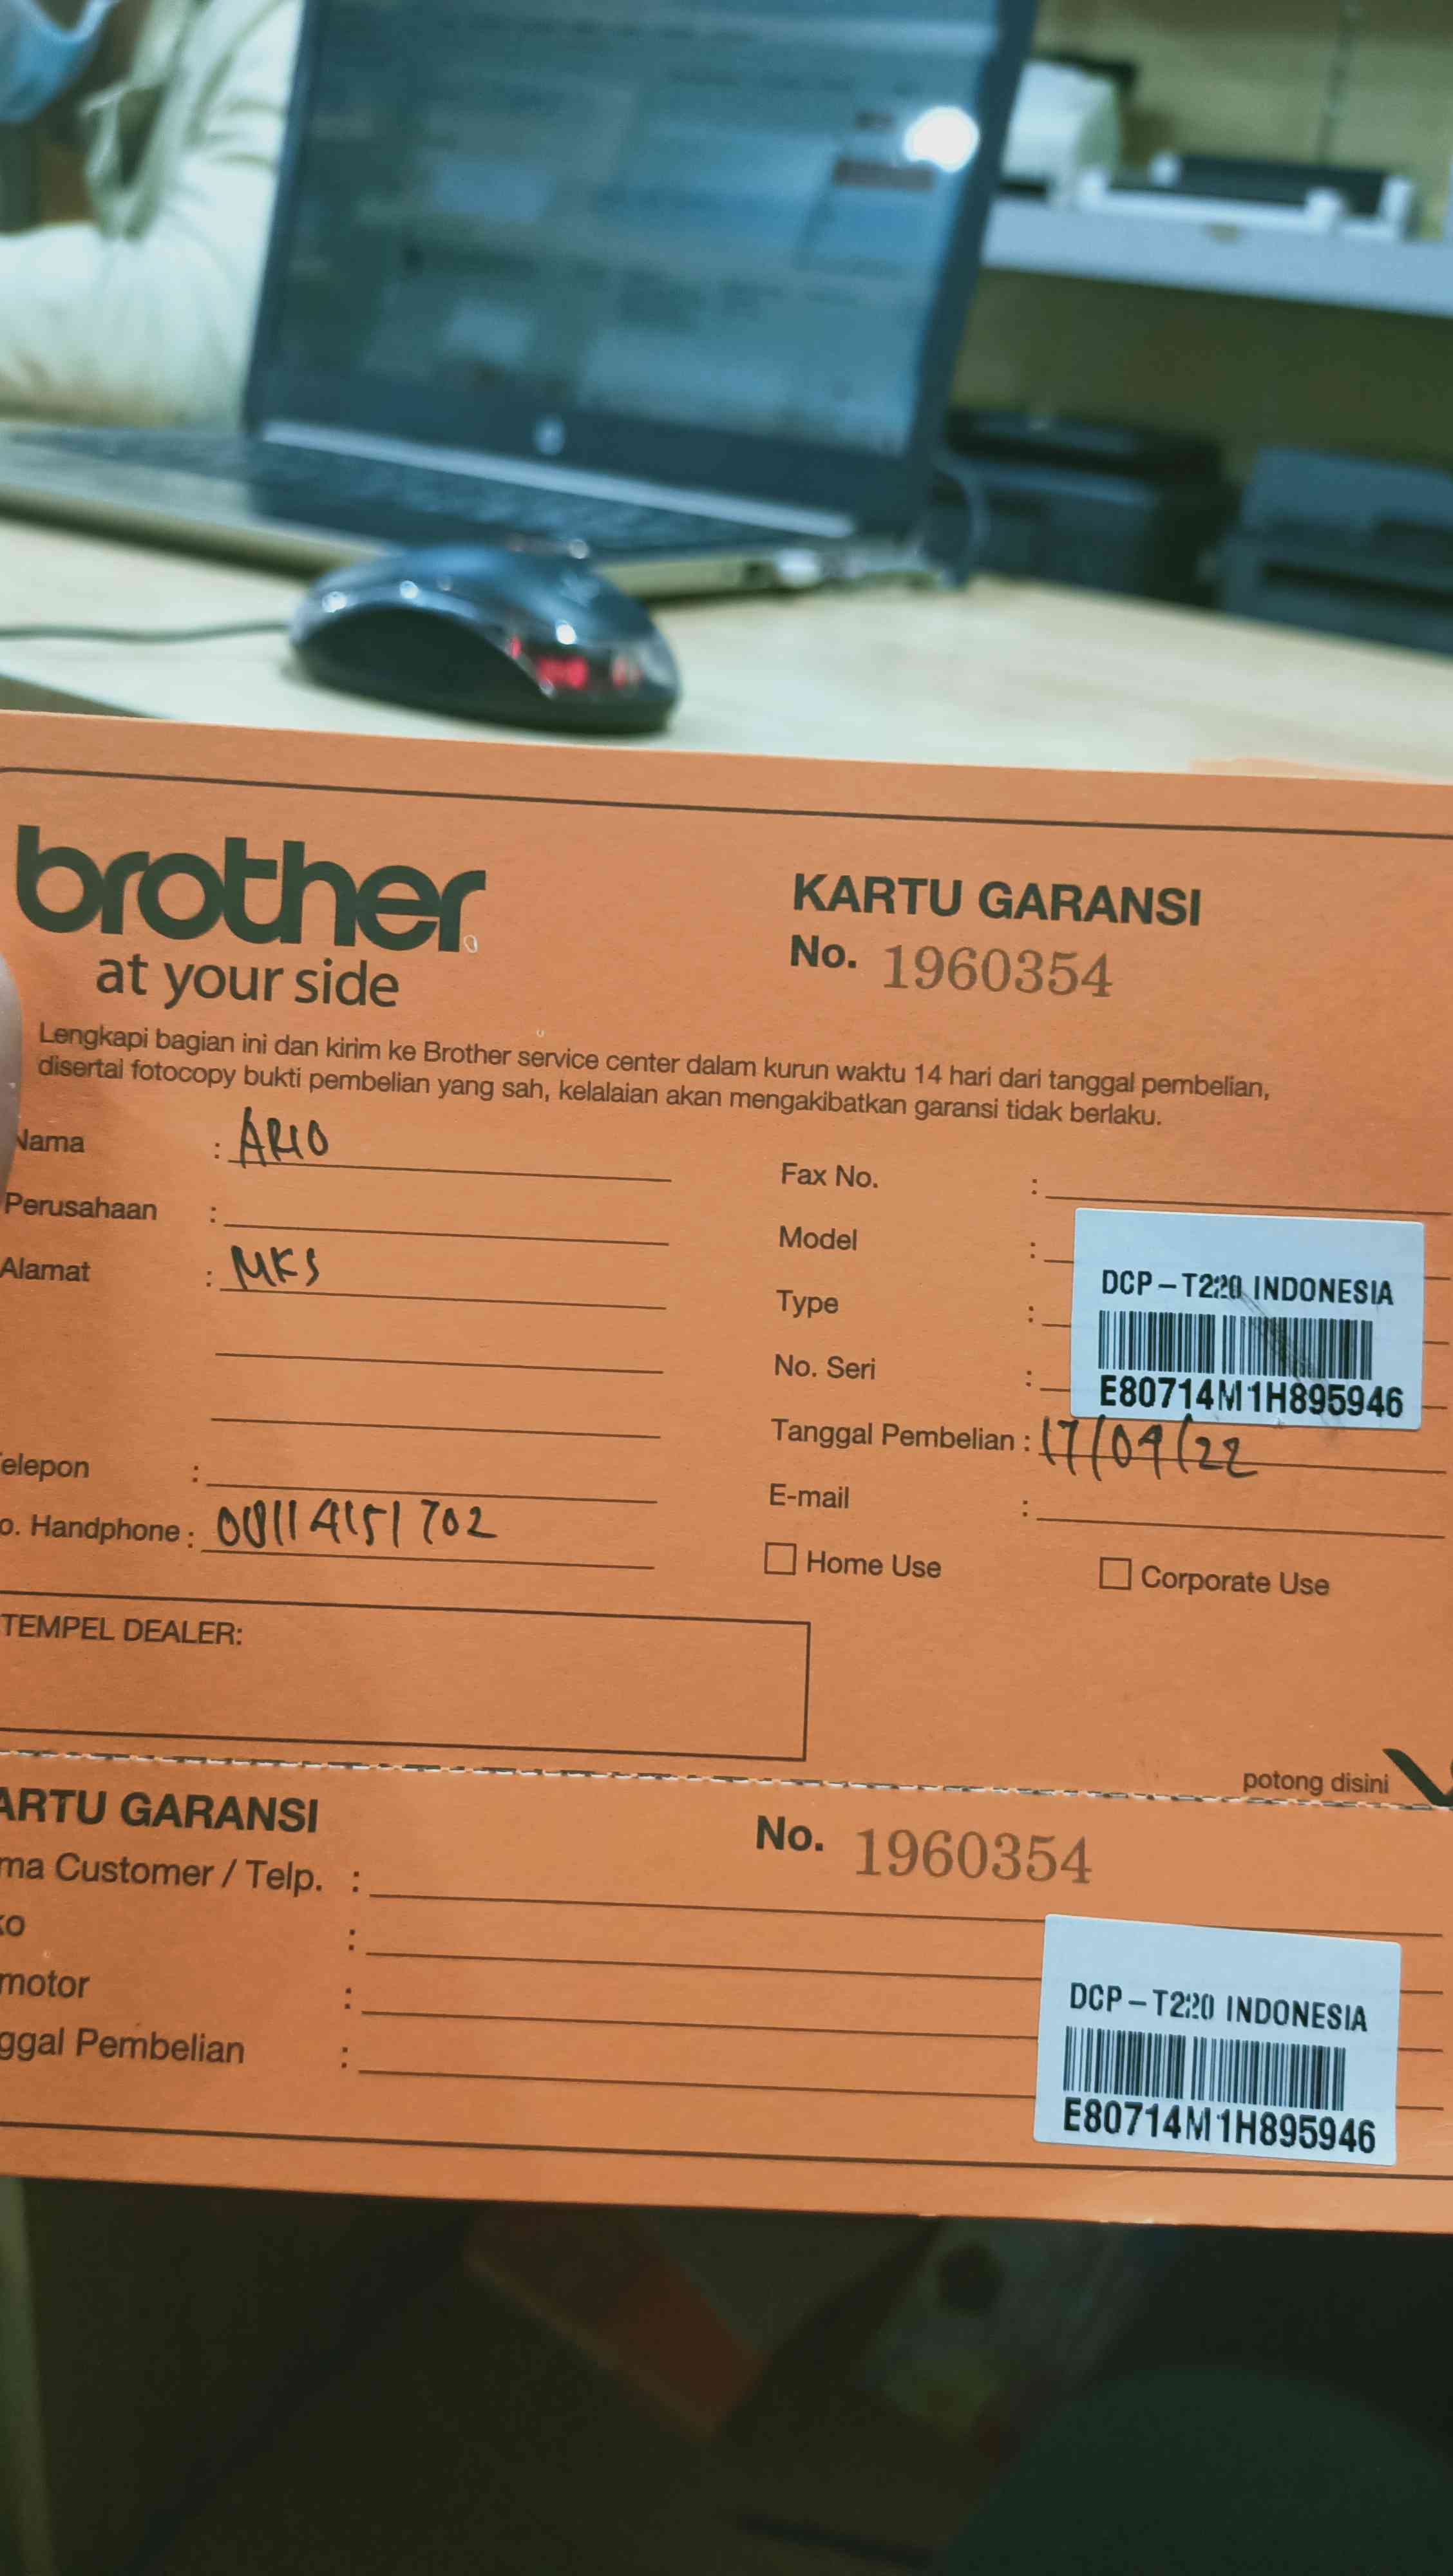 brother
at your side
KARTU GARANSI
No. 1960354
Lengkapi bagian ini dan kirim ke Brother service center dalam kurun waktu 14 hari dari tanggal pembelian,
disertai fotocopy bukti pembelian yang sah, kelalaian akan mengakibatkan garansi tidak berlaku.
Nama : ARIO
Perusahaan :
Alamat : MKS
elepon :
o. Handphone : 08114151702
Fax No. :
Model :
Type :
No. Seri :
DCP-T220 INDONESIA
E80714M1H895946
Tanggal Pembelian : 17/09/22
E-mail :
Home Use
Corporate Use
TEMPEL DEALER:
potong disini
ARTU GARANSI
No. 1960354
ma Customer / Telp. :
ko :
motor :
ggal Pembelian :
DCP-T220 INDONESIA
E80714M1H895946